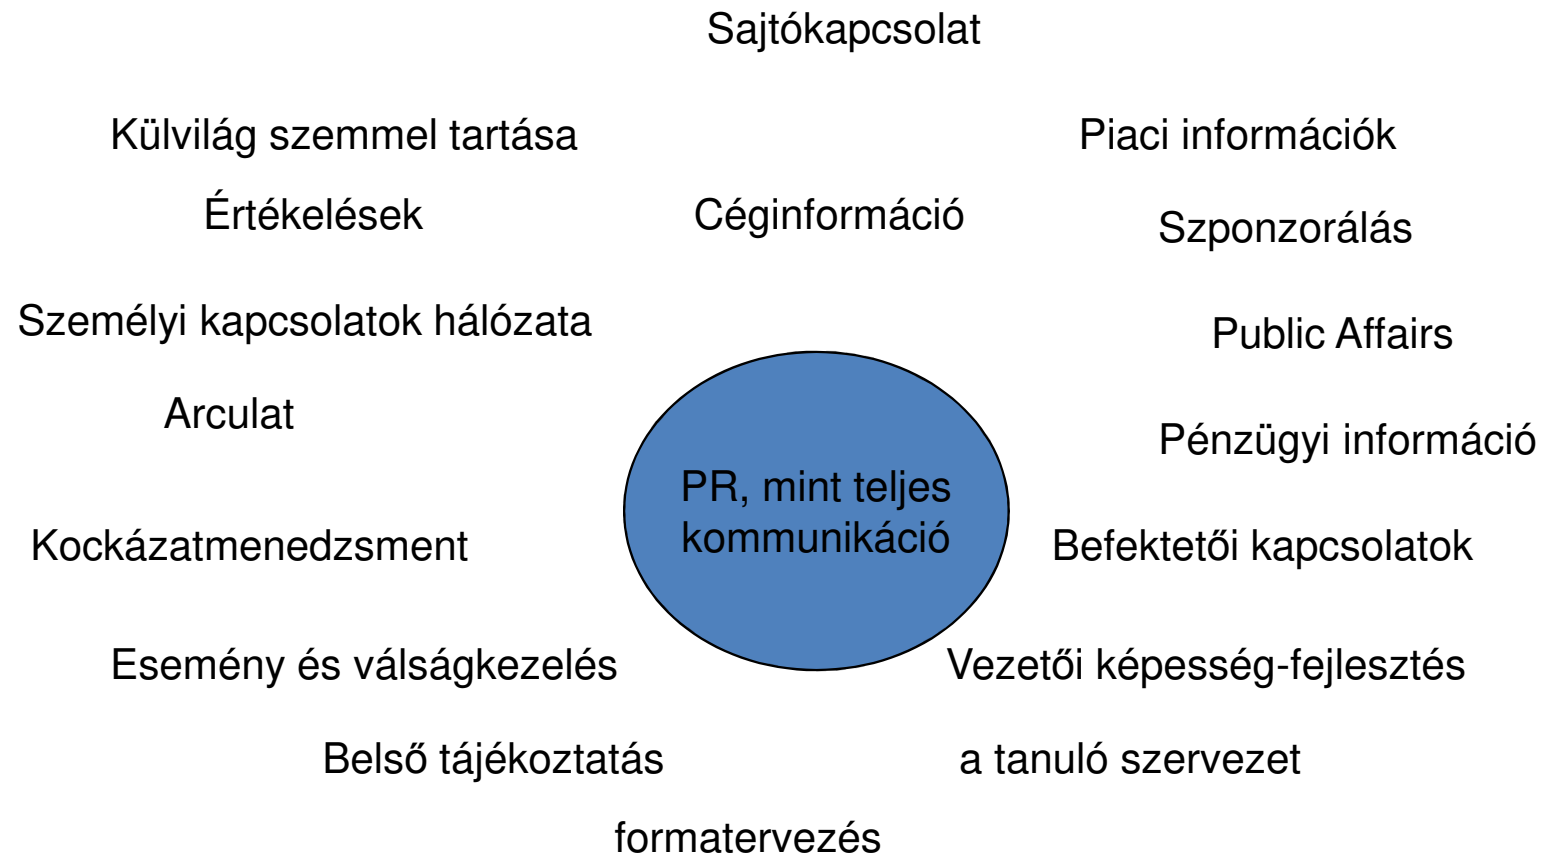 Sajtókapcsolat
Külvilág szemmel tartása
Piaci információk
Értékelések
Céginformáció
Szponzorálás
Személyi kapcsolatok hálózata
Public Affairs
Arculat
Pénzügyi információ
PR, mint teljes
kommunikáció
Kockázatmenedzsment
Befektetői kapcsolatok
Esemény és válságkezelés
Vezetői képesség-fejlesztés
Belső tájékoztatás
a tanuló szervezet
formatervezés